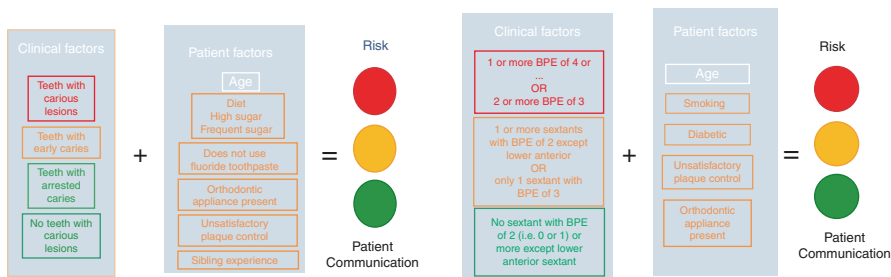 Clinical factors
Teeth with
carious
lesions
Teeth with
early caries
Teeth with
arrested
caries
No teeth with
carious
lesions
+
Patient factors
Age
Diet
High sugar
Frequent sugar
Does not use
fluoride toothpaste
Orthodontic
appliance present
Unsatisfactory
plaque control
Sibling experience
=
Risk
Patient
Communication
Clinical factors
1 or more BPE of 4 or
...
OR
2 or more BPE of 3
1 or more sextants
with BPE of 2 except
lower anterior
OR
only 1 sextant with
BPE of 3
No sextant with BPE
of 2 (i.e. 0 or 1) or
more except lower
anterior sextant
+
Patient factors
Age
Smoking
Diabetic
Unsatisfactory
plaque control
Orthodontic
appliance
present
=
Risk
Patient
Communication